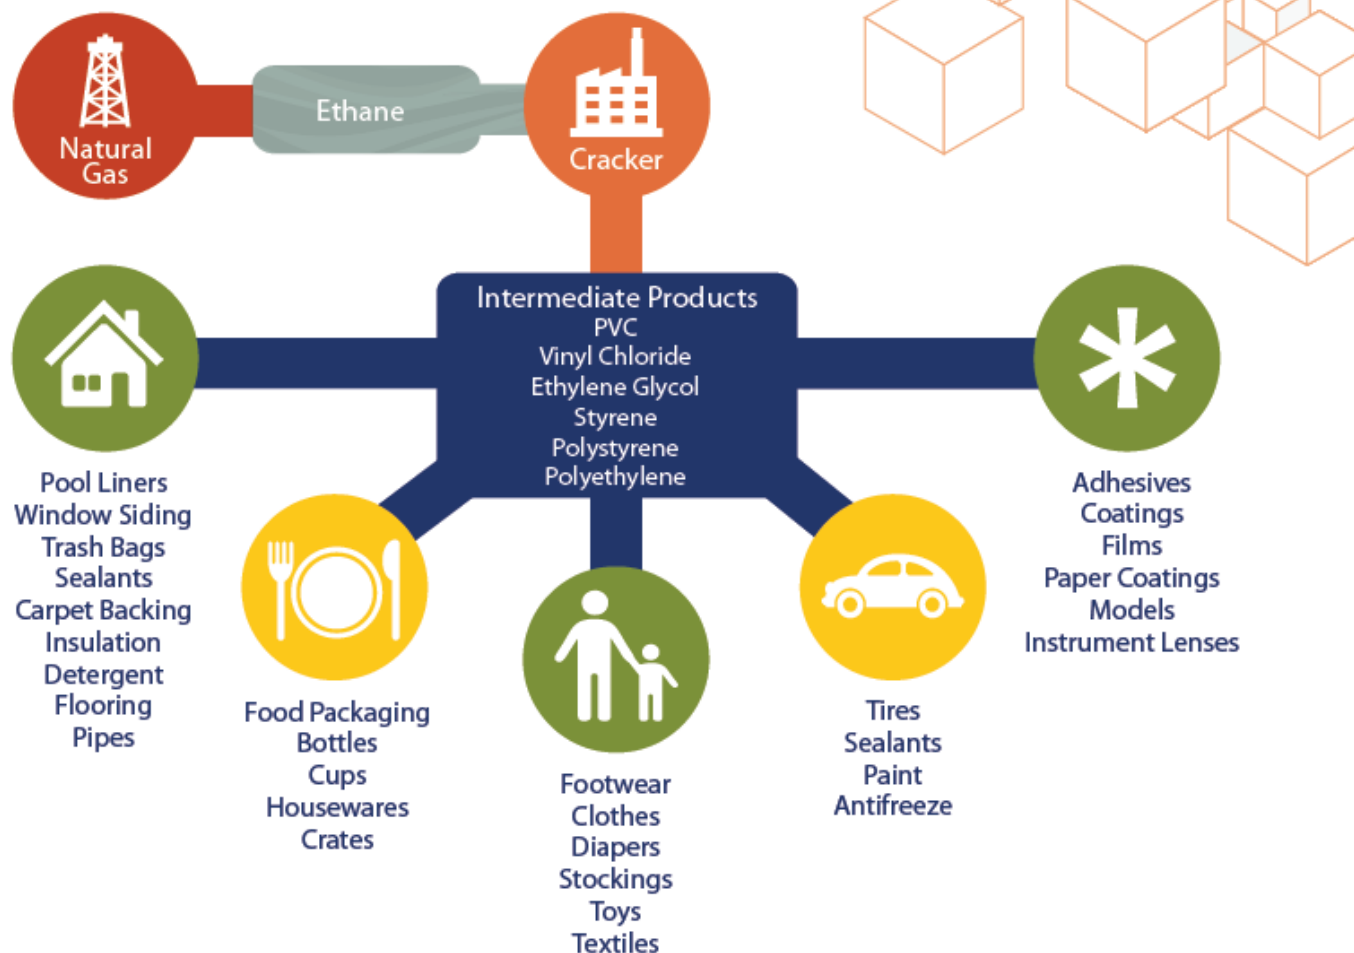 Natural
Gas
Ethane
Cracker
Intermediate Products
PVC
Vinyl Chloride
Ethylene Glycol
Styrene
Polystyrene
Polyethylene
Pool Liners
Window Siding
Trash Bags
Sealants
Carpet Backing
Insulation
Detergent
Flooring
Pipes
Food Packaging
Bottles
Cups
Housewares
Crates
Footwear
Clothes
Diapers
Stockings
Toys
Textiles
Tires
Sealants
Paint
Antifreeze
Adhesives
Coatings
Films
Paper Coatings
Models
Instrument Lenses